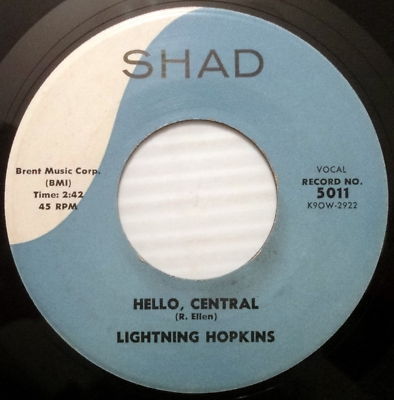 SHAD
Brent Music Corp.
(BMI)
Time: 2:42
45 RPM
VOCAL
RECORD NO.
5011
K9OW-2922
HELLO, CENTRAL
(R. Ellen)
LIGHTNING HOPKINS